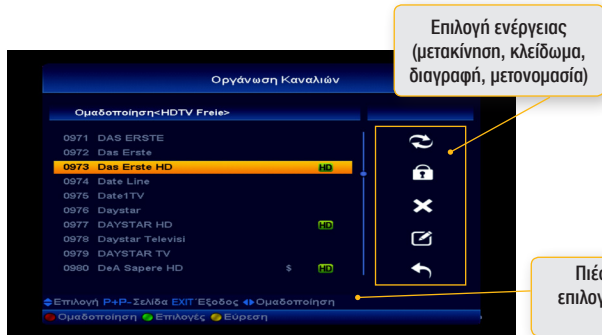 Επιλογή ενέργειας
(μετακίνηση, κλείδωμα,
διαγραφή, μετονομασία)
Οργάνωση Καναλιών
Ομαδοποίηση<HDTV Freie>
0971 DAS ERSTE
0972 Das Erste
0973 Das Erste HD HD
0974 Date Line
0975 Date1TV
0976 Daystar
0977 DAYSTAR HD HD
0978 Daystar Televisi
0979 DAYSTAR TV
0980 DeA Sapere HD $ HD
Επιλογή P+P- Σελίδα EXIT Έξοδος Ομαδοποίηση
Ομαδοποίηση Επιλογές Εύρεση